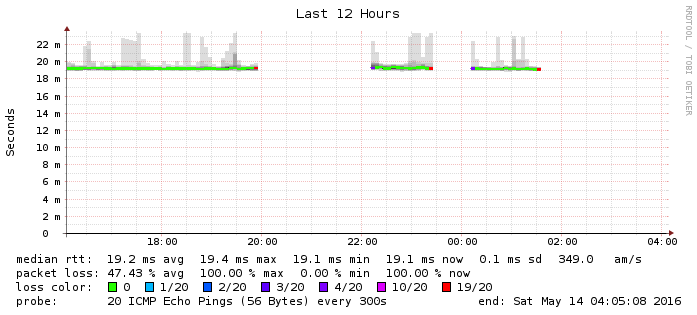 Last 12 Hours
RRDTOOL / TOBI OETIKER
Seconds
22 m
20 m
18 m
16 m
14 m
12 m
10 m
8 m
6 m
4 m
2 m
0
18:00 20:00 22:00 00:00 02:00 04:00
median rtt: 19.2 ms avg 19.4 ms max 19.1 ms min 19.1 ms now 0.1 ms sd 349.0 am/s
packet loss: 47.43 % avg 100.00 % max 0.00 % min 100.00 % now
loss color: 0 1/20 2/20 3/20 4/20 10/20 19/20
probe: 20 ICMP Echo Pings (56 Bytes) every 300s end: Sat May 14 04:05:08 2016